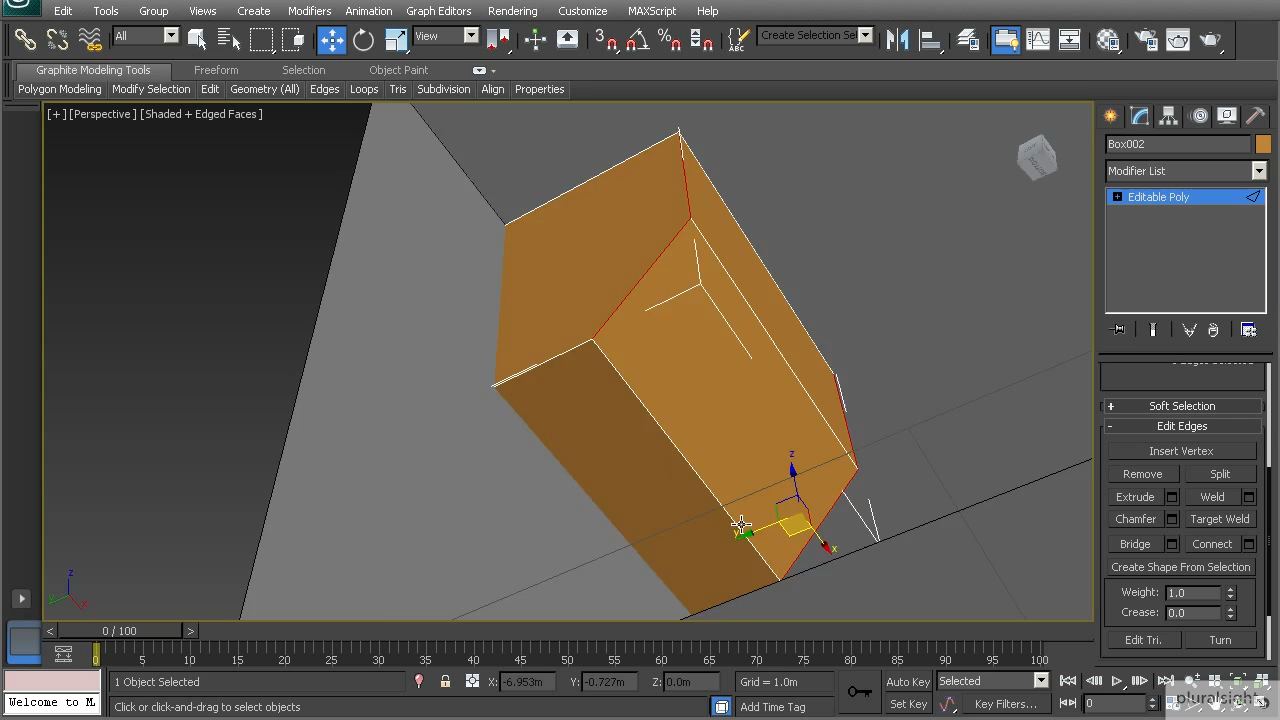 Edit Tools Group Views Create Modifiers Animation Graph Editors Rendering Customize MAXScript Help
All View 3 % ABC Create Selection Se
Graphite Modeling Tools Freeform Selection Object Paint
Polygon Modeling Modify Selection Edit Geometry (All) Edges Loops Tris Subdivision Align Properties
[+] [Perspective] [Shaded + Edged Faces]
Box002
Modifier List
Editable Poly
Soft Selection
Edit Edges
Insert Vertex
Remove Split
Extrude Weld
Chamfer Target Weld
Bridge Connect
Create Shape From Selection
Weight: 1.0
Crease: 0.0
Edit Tri. Turn
z
y
x
z
y
x
0 / 100
0 5 10 15 20 25 30 35 40 45 50 55 60 65 70 75 80 85 90 95 100
1 Object Selected X: -6.953m Y: -0.727m Z: 0.0m Grid = 1.0m Auto Key Selected
Welcome to M Click or click-and-drag to select objects Add Time Tag Set Key Key Filters... 0
pluralsight